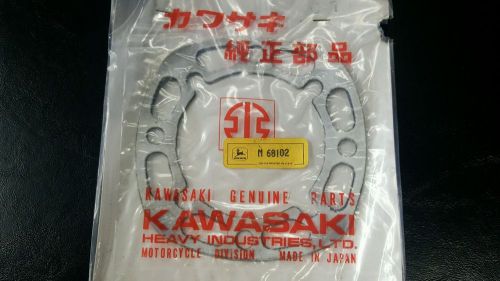 カワサキ
純正部品
M 68102
KAWASAKI GENUINE PARTS
KAWASAKI
HEAVY INDUSTRIES, LTD.
MOTORCYCLE DIVISION MADE IN JAPAN